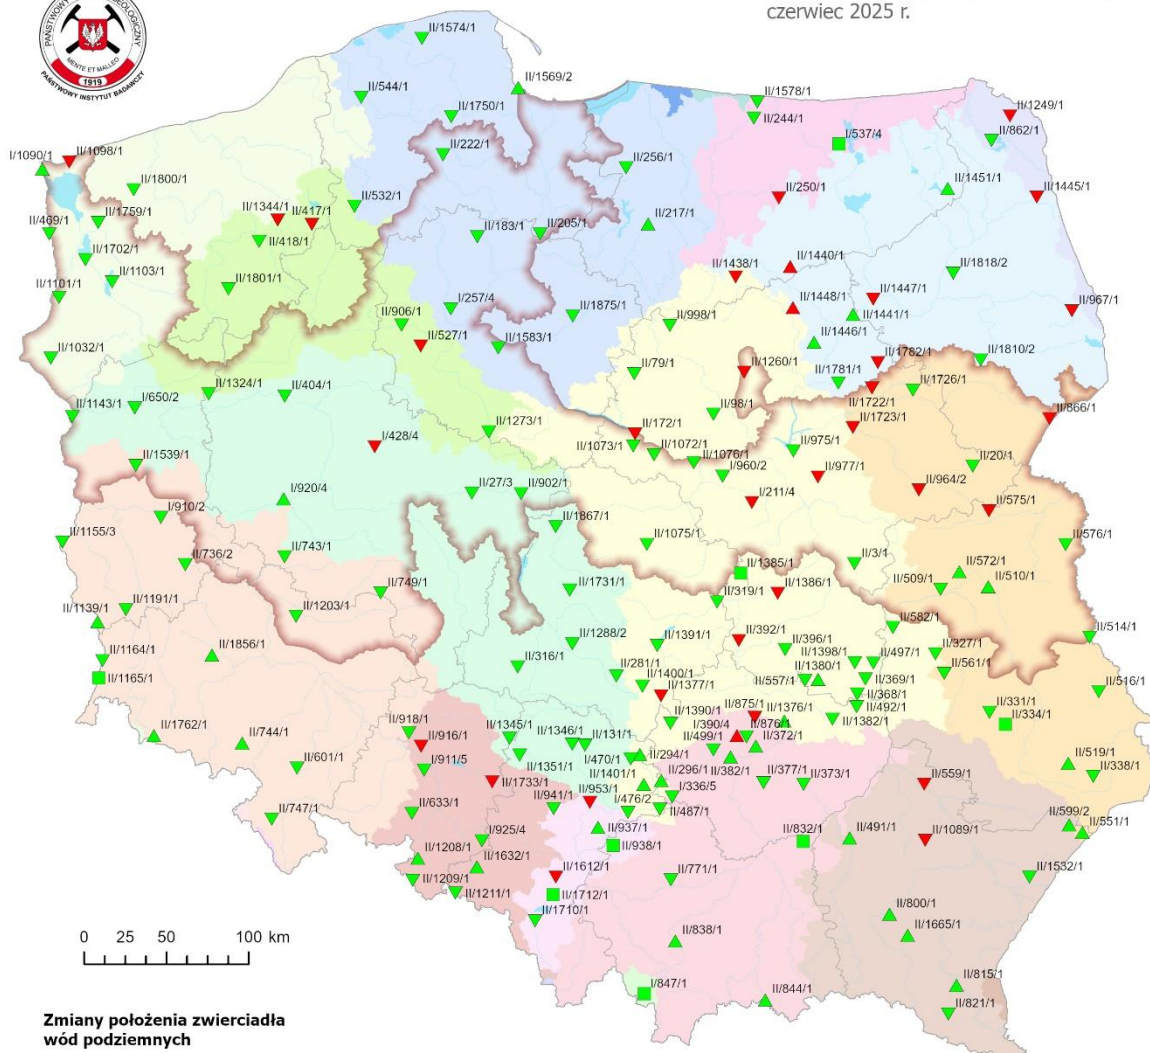 czerwiec 2025 r.
PAŃSTWOWY INSTYTUT BADAWCZY
MENTE ET MALLEO
1919
II/1574/1
II/1569/2
II/544/1
II/1750/1
II/1578/1
II/244/1
II/1249/1
II/862/1
I/537/4
I/1090/1
II/1098/1
II/222/1
II/256/1
II/1800/1
II/532/1
II/250/1
II/1451/1
II/1445/1
II/469/1
II/1759/1
II/1344/1
II/417/1
II/418/1
II/183/1
II/205/1
II/217/1
II/1702/1
II/1103/1
II/1801/1
II/1438/1
II/1440/1
II/1818/2
II/1101/1
I/257/4
II/1875/1
II/1448/1
II/1447/1
II/1441/1
II/967/1
II/906/1
II/998/1
II/527/1
II/1583/1
II/1446/1
II/1032/1
II/79/1
II/1260/1
II/1782/1
II/1810/2
II/1781/1
II/1324/1
II/404/1
II/1722/1
II/1726/1
II/1143/1
I/650/2
II/98/1
II/866/1
II/1273/1
II/172/1
II/1723/1
I/428/4
II/1073/1
II/1072/1
II/1076/1
II/975/1
II/1539/1
I/960/2
II/977/1
II/20/1
I/920/4
II/27/3
II/902/1
I/211/4
II/964/2
II/575/1
I/910/2
II/1867/1
II/1155/3
II/1075/1
II/576/1
II/736/2
II/743/1
II/3/1
II/1385/1
II/572/1
II/749/1
II/1731/1
II/1386/1
II/509/1
II/510/1
II/1191/1
II/1203/1
II/319/1
II/1139/1
II/582/1
II/514/1
II/1288/2
II/1391/1
II/392/1
II/396/1
II/327/1
II/1164/1
II/1856/1
II/316/1
II/1398/1
II/497/1
II/561/1
II/1165/1
II/281/1
II/1400/1
II/557/1
II/1380/1
II/369/1
II/516/1
II/1377/1
II/368/1
II/492/1
II/331/1
II/334/1
II/1390/1
II/875/1
II/1376/1
II/1382/1
II/1762/1
II/744/1
II/918/1
II/916/1
II/1345/1
II/1346/1
II/131/1
I/390/4
II/876/1
II/499/1
II/372/1
II/601/1
I/911/5
II/1351/1
I/470/1
II/294/1
II/382/1
II/519/1
II/338/1
II/1733/1
II/1401/1
II/296/1
II/377/1
II/373/1
II/559/1
II/747/1
II/633/1
II/941/1
II/953/1
I/476/2
I/336/5
II/487/1
II/599/2
II/551/1
II/925/4
II/937/1
II/938/1
II/832/1
II/491/1
II/1089/1
II/1208/1
II/1632/1
II/1209/1
II/1211/1
II/1612/1
II/771/1
II/1532/1
II/1712/1
II/1710/1
II/800/1
II/1665/1
II/838/1
I/847/1
II/844/1
II/815/1
II/821/1
0 25 50 100 km
Zmiany położenia zwierciadła
wód podziemnych